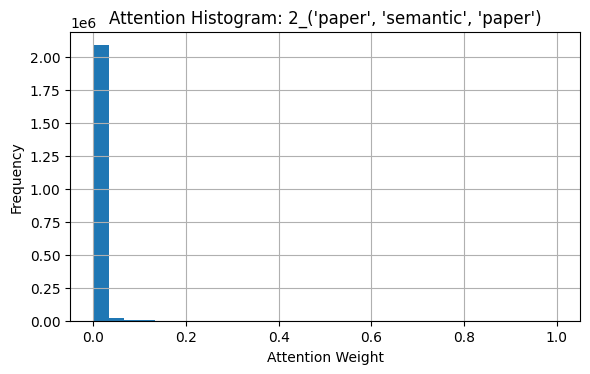 Attention Histogram: 2_('paper', 'semantic', 'paper')
1e6
2.00
1.75
1.50
1.25
1.00
0.75
0.50
0.25
0.00
Frequency
0.0 0.2 0.4 0.6 0.8 1.0
Attention Weight